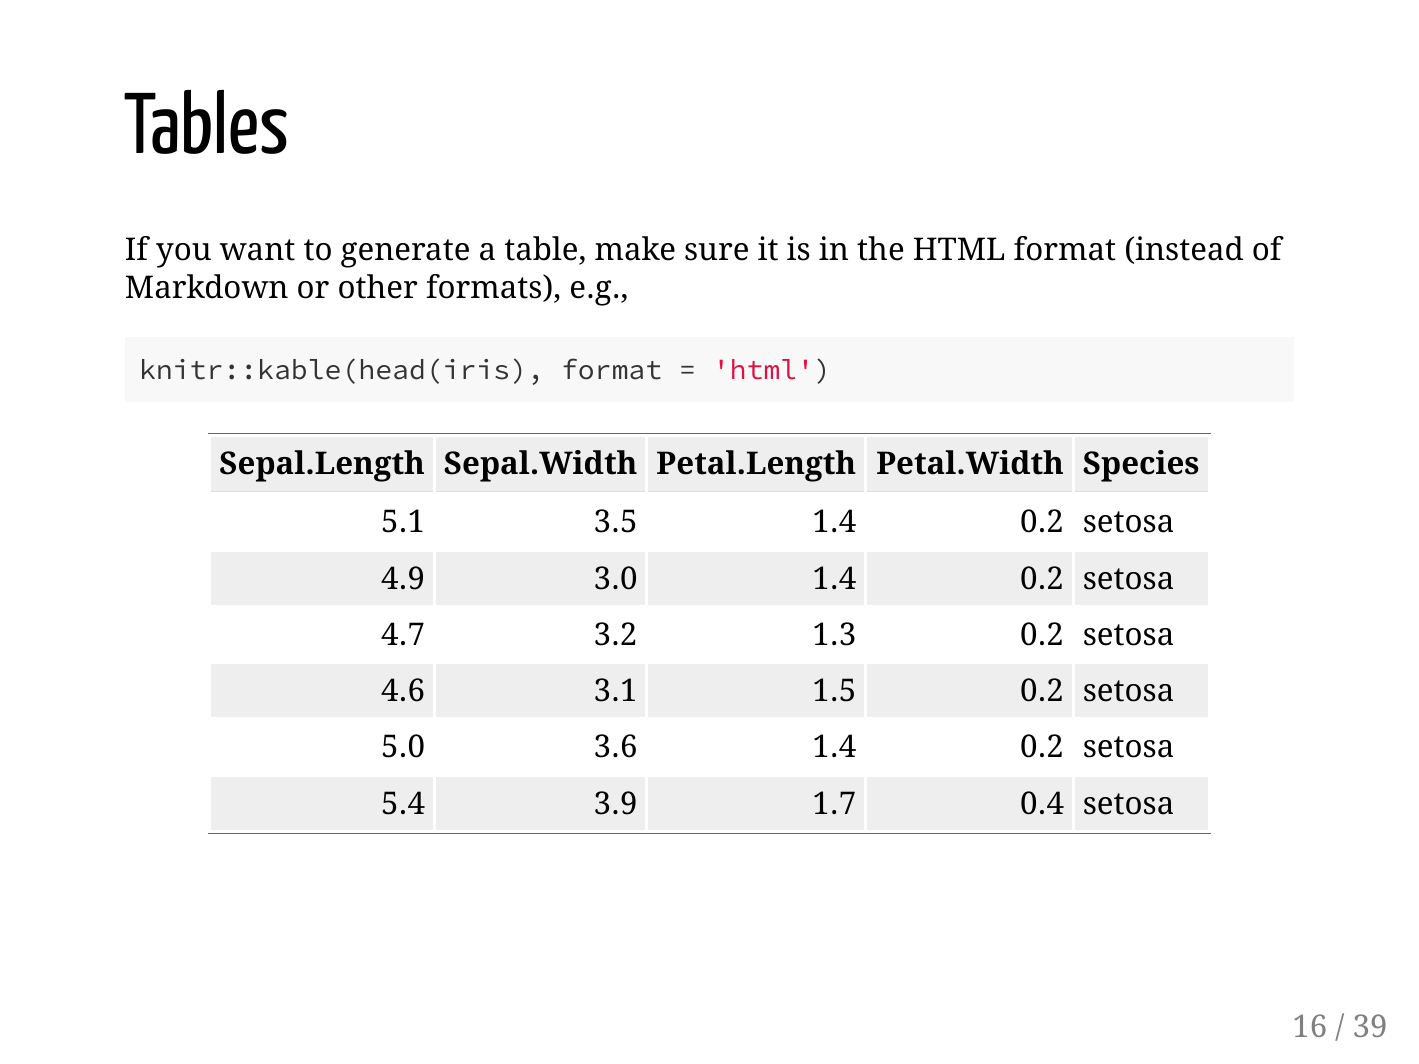 Tables
If you want to generate a table, make sure it is in the HTML format (instead of
Markdown or other formats), e.g.,
knitr::kable(head(iris), format = 'html')
Sepal.Length Sepal.Width Petal.Length Petal.Width Species
5.1 3.5 1.4 0.2 setosa
4.9 3.0 1.4 0.2 setosa
4.7 3.2 1.3 0.2 setosa
4.6 3.1 1.5 0.2 setosa
5.0 3.6 1.4 0.2 setosa
5.4 3.9 1.7 0.4 setosa
16 / 39